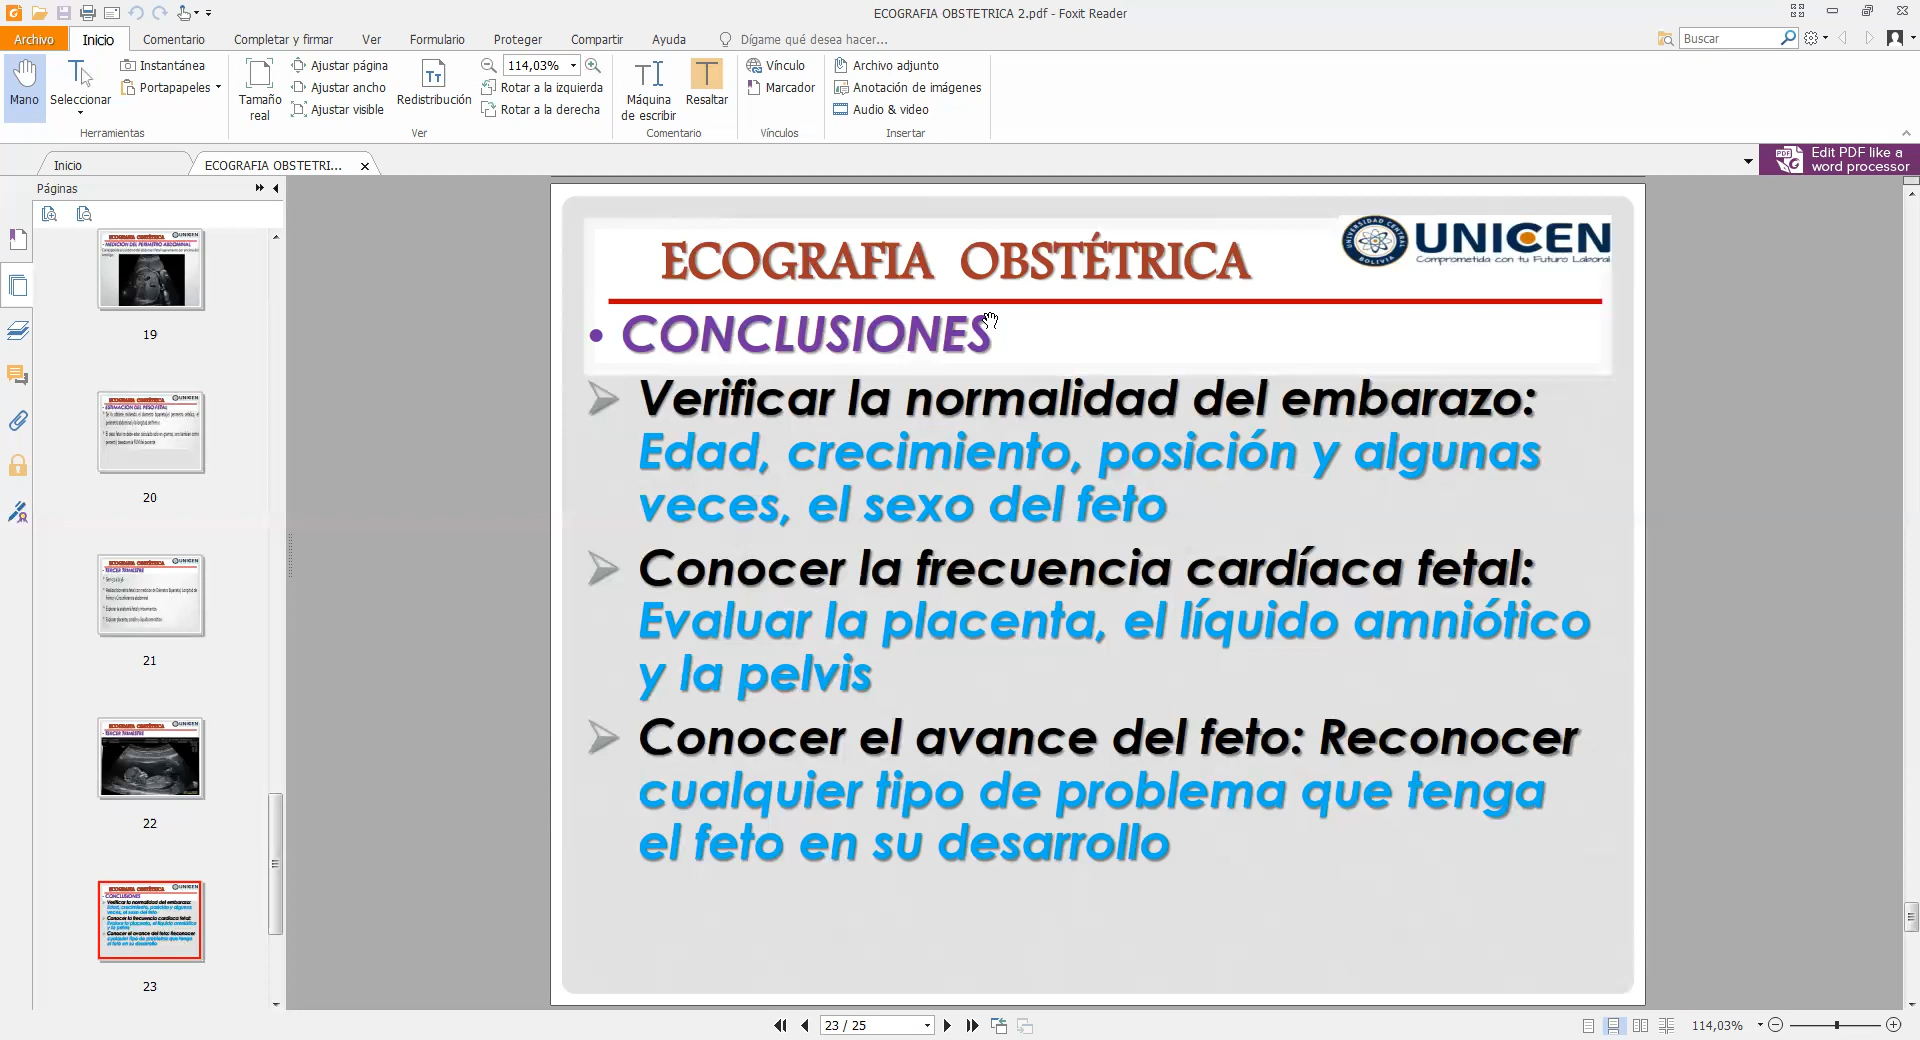 ECOGRAFIA OBSTETRICA 2.pdf - Foxit Reader
Archivo
Inicio
Comentario
Completar y firmar
Ver
Formulario
Proteger
Compartir
Ayuda
Dígame qué desea hacer...
Buscar
Mano
Seleccionar
Instantánea
Portapapeles
Herramientas
Tamaño
real
Ajustar página
Ajustar ancho
Ajustar visible
Redistribución
114,03%
Rotar a la izquierda
Rotar a la derecha
Ver
Máquina
de escribir
Resaltar
Comentario
Vínculo
Marcador
Vínculos
Archivo adjunto
Anotación de imágenes
Audio & video
Insertar
Inicio
ECOGRAFIA OBSTETRI...
Edit PDF like a
word processor
Páginas
19
20
21
22
23
UNIVERSIDAD CENTRAL
BOLIVIA
UNICEN
Comprometida con tu Futuro Laboral
ECOGRAFIA OBSTÉTRICA
• CONCLUSIONES
Verificar la normalidad del embarazo:
Edad, crecimiento, posición y algunas
veces, el sexo del feto
Conocer la frecuencia cardíaca fetal:
Evaluar la placenta, el líquido amniótico
y la pelvis
Conocer el avance del feto: Reconocer
cualquier tipo de problema que tenga
el feto en su desarrollo
23 / 25
114,03%